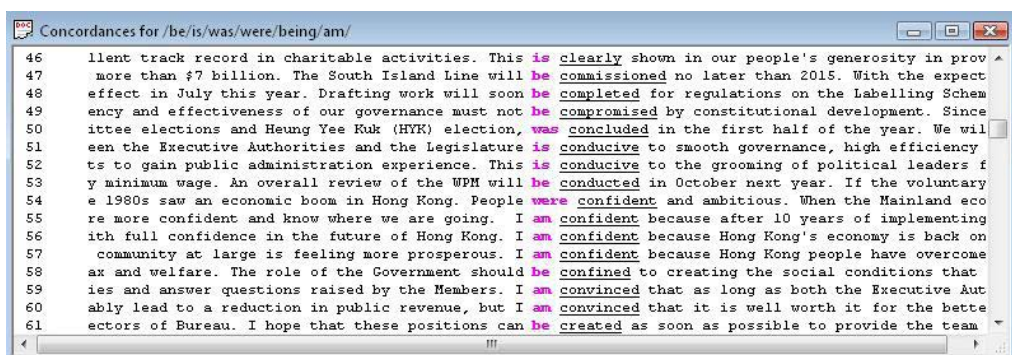 Concordances for /be/is/was/were/being/am/
46 llent track record in charitable activities. This is clearly shown in our people's generosity in prov
47 more than $7 billion. The South Island Line will be commissioned no later than 2015. With the expect
48 effect in July this year. Drafting work will soon be completed for regulations on the Labelling Schem
49 ency and effectiveness of our governance must not be compromised by constitutional development. Since
50 ittee elections and Heung Yee Kuk (HYK) election, was concluded in the first half of the year. We wil
51 een the Executive Authorities and the Legislature is conducive to smooth governance, high efficiency
52 ts to gain public administration experience. This is conducive to the grooming of political leaders f
53 y minimum wage. An overall review of the WPM will be conducted in October next year. If the voluntary
54 e 1980s saw an economic boom in Hong Kong. People were confident and ambitious. When the Mainland eco
55 re more confident and know where we are going. I am confident because after 10 years of implementing
56 ith full confidence in the future of Hong Kong. I am confident because Hong Kong's economy is back on
57 community at large is feeling more prosperous. I am confident because Hong Kong people have overcome
58 ax and welfare. The role of the Government should be confined to creating the social conditions that
59 ies and answer questions raised by the Members. I am convinced that as long as both the Executive Aut
60 ably lead to a reduction in public revenue, but I am convinced that it is well worth it for the bette
61 ectors of Bureau. I hope that these positions can be created as soon as possible to provide the team